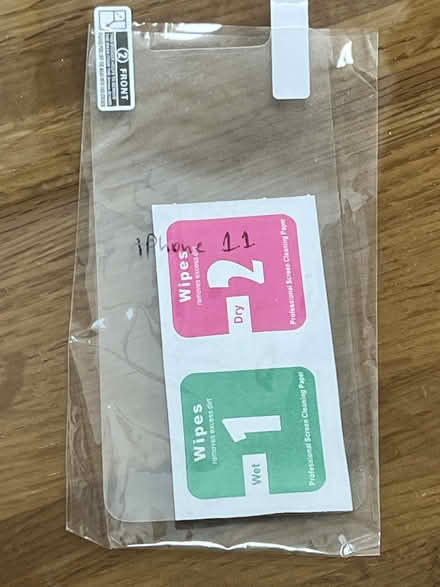 ② FRONT
iPhone 11
Wipes
removes excess dirt
Dry
2
Professional Screen Cleaning Paper
Wipes
removes excess dirt
Wet
1
Professional Screen Cleaning Paper